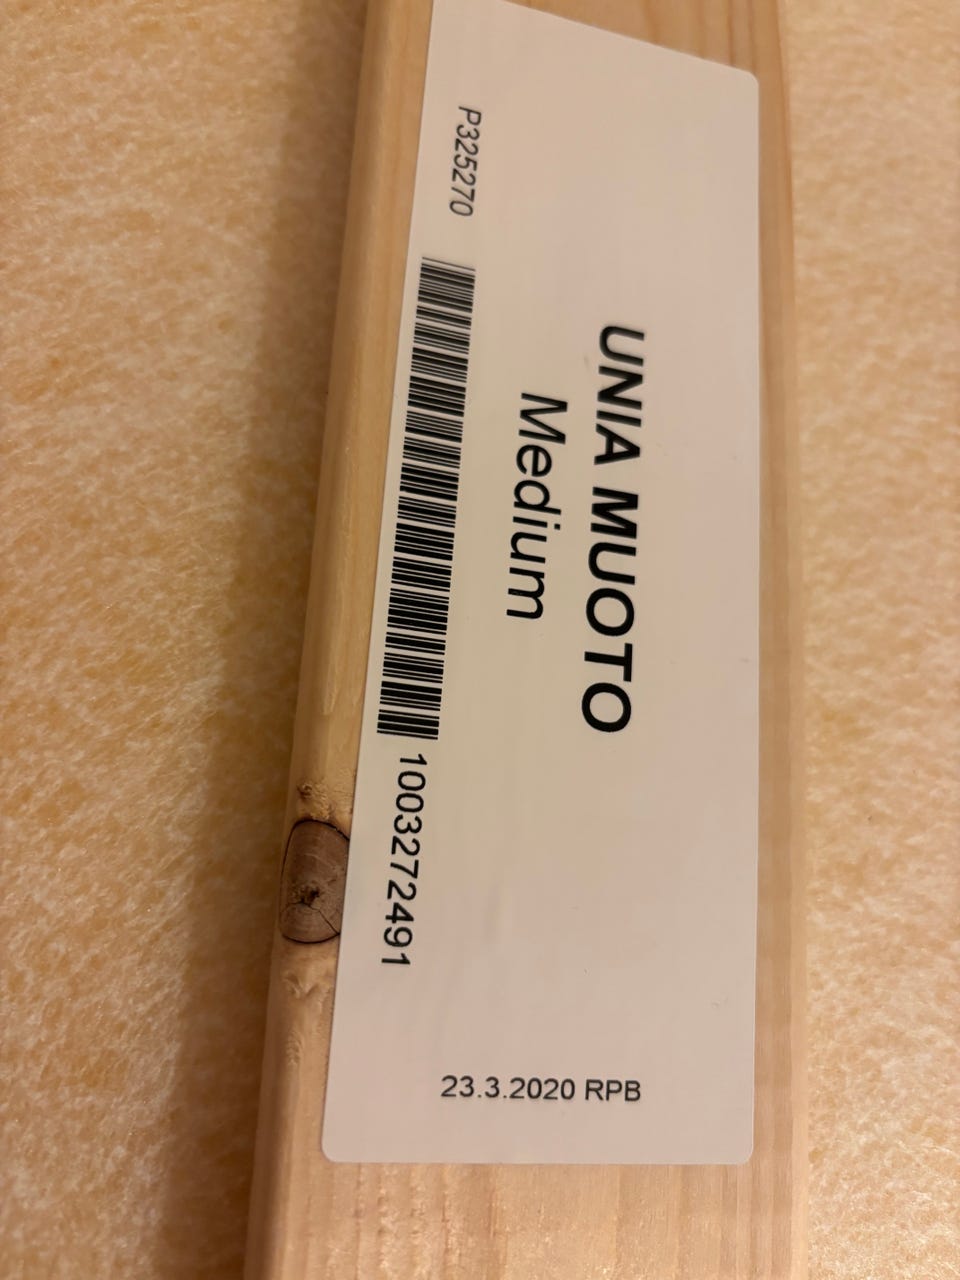 UNIA MUOTO
Medium
P325270
1003272491
23.3.2020 RPB